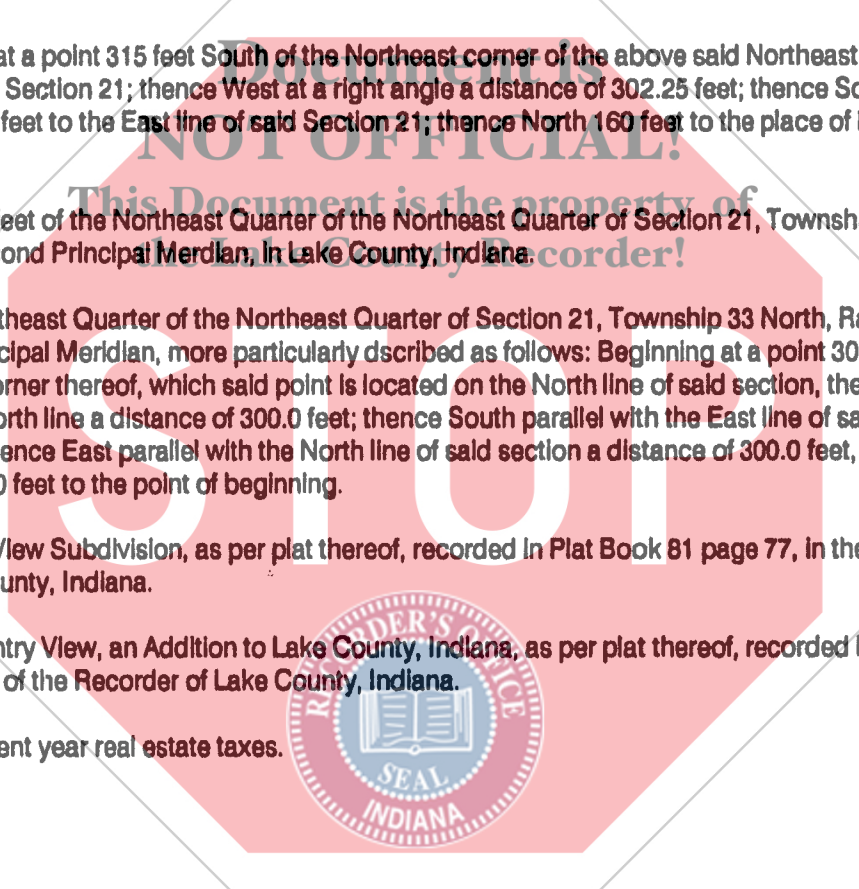 at a point 315 feet South of the Northeast corner of the above said Northeast
Section 21; thence West at a right angle a distance of 302.25 feet; thence So
feet to the East line of said Section 21; thence North 160 feet to the place of
Document is
NOT OFFICIAL!
This Document is the property of
the Lake County Recorder!
eet of the Northeast Quarter of the Northeast Quarter of Section 21, Townsh
ond Principal Merdian, in Lake County, Indiana.
theast Quarter of the Northeast Quarter of Section 21, Township 33 North, Ra
cipal Meridian, more particularly dscribed as follows: Beginning at a point 30
orner thereof, which said point is located on the North line of said section, the
orth line a distance of 300.0 feet; thence South parallel with the East line of sa
ence East parallel with the North line of said section a distance of 300.0 feet,
0 feet to the point of beginning.
STOP
View Subdivision, as per plat thereof, recorded in Plat Book 81 page 77, in the
unty, Indiana.
ntry View, an Addition to Lake County, Indiana, as per plat thereof, recorded
of the Recorder of Lake County, Indiana.
ent year real estate taxes.
RECORDER'S OFFICE
SEAL
INDIANA